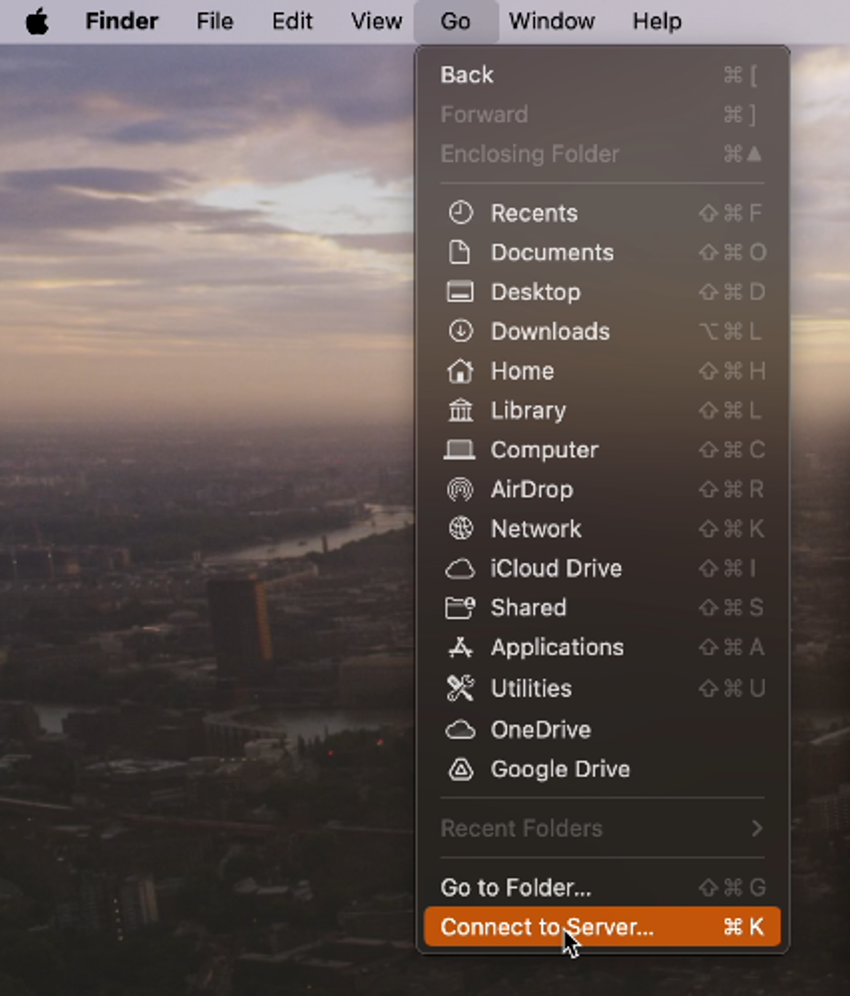 Finder File Edit View Go Window Help
Back ⌘ [
Forward ⌘ ]
Enclosing Folder ⌘▲
Recents ⇧⌘ F
Documents ⇧⌘ O
Desktop ⇧⌘ D
Downloads ⌥⌘ L
Home ⇧⌘ H
Library ⇧⌘ L
Computer ⇧⌘ C
AirDrop ⇧⌘ R
Network ⇧⌘ K
iCloud Drive ⇧⌘ I
Shared ⇧⌘ S
Applications ⇧⌘ A
Utilities ⇧⌘ U
OneDrive
Google Drive
Recent Folders >
Go to Folder... ⇧⌘ G
Connect to Server... ⌘ K